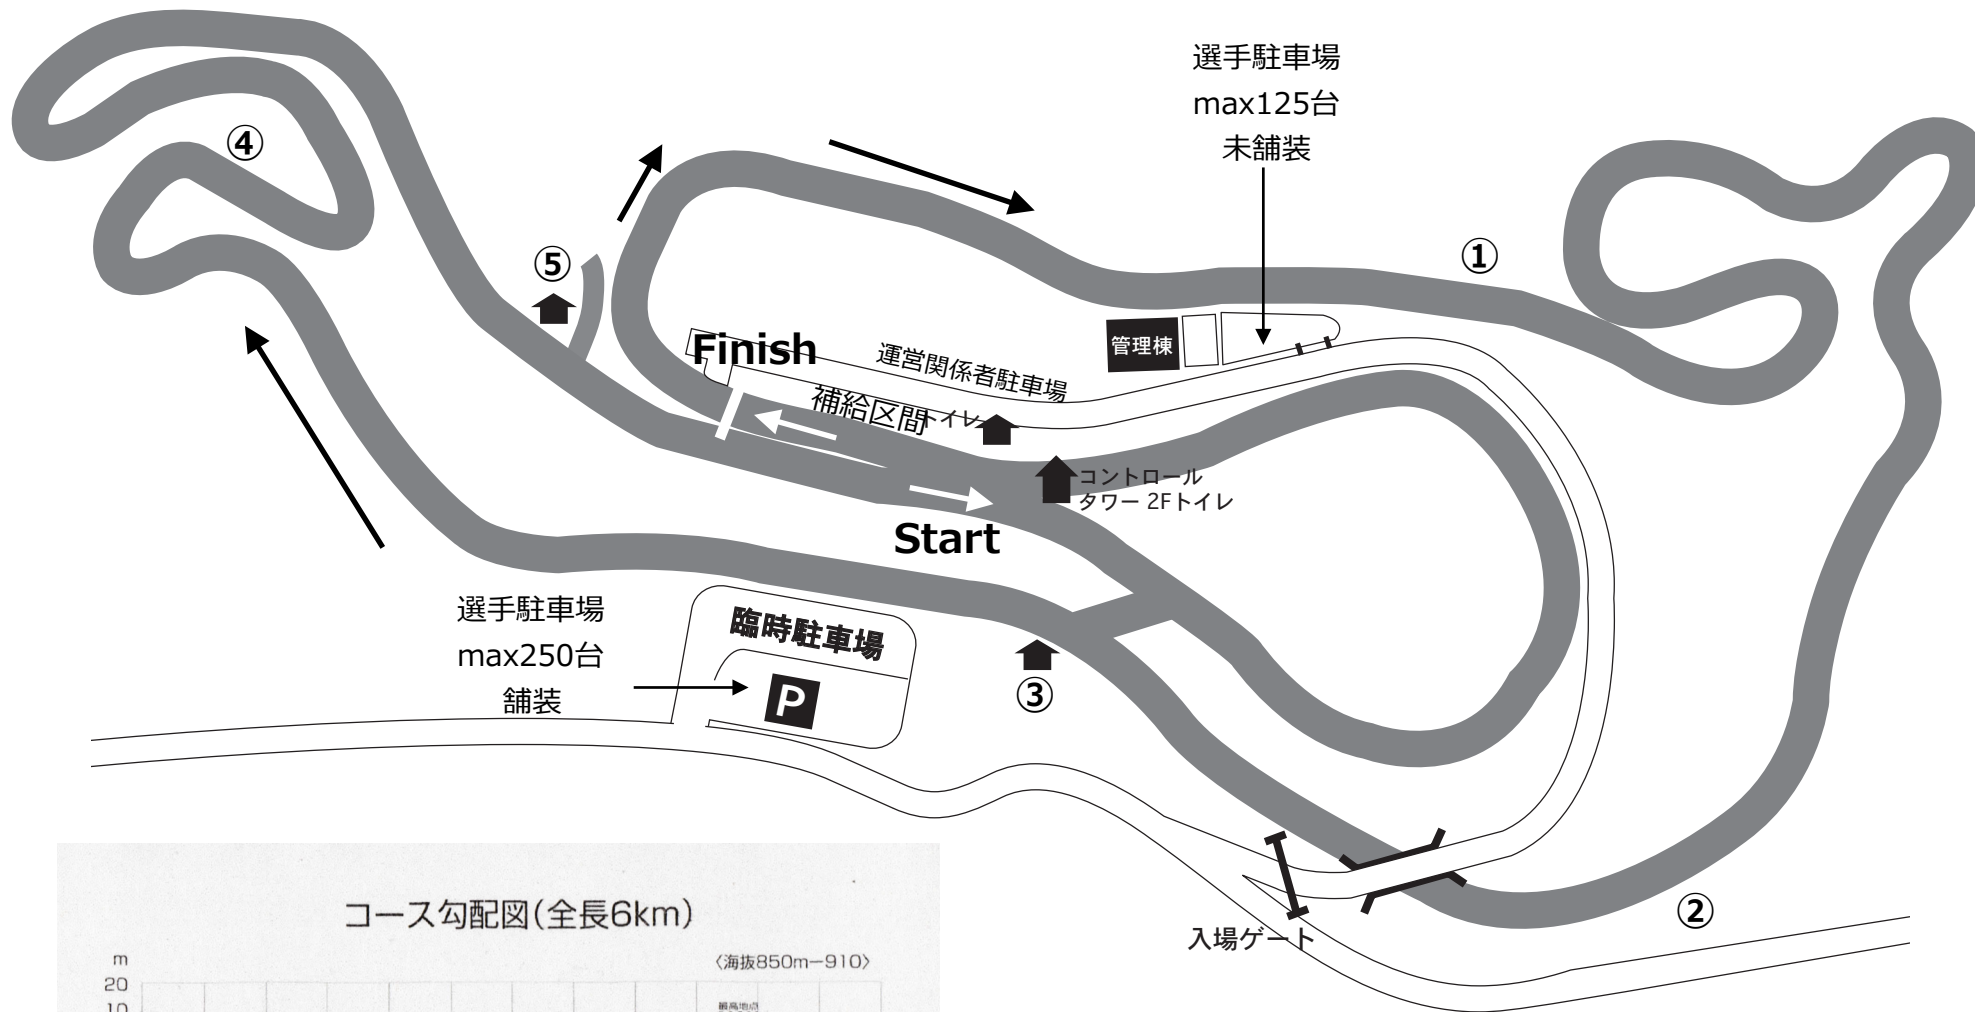 選手駐車場
max125台
未舗装
④
①
⑤
管理棟
Finish
運営関係者駐車場
補給区間
トイレ
コントロール
タワー 2Fトイレ
Start
選手駐車場
max250台
舗装
臨時駐車場
P
③
②
入場ゲート
コース勾配図(全長6km)
m
〈海抜850m−910〉
20
10
最高地点